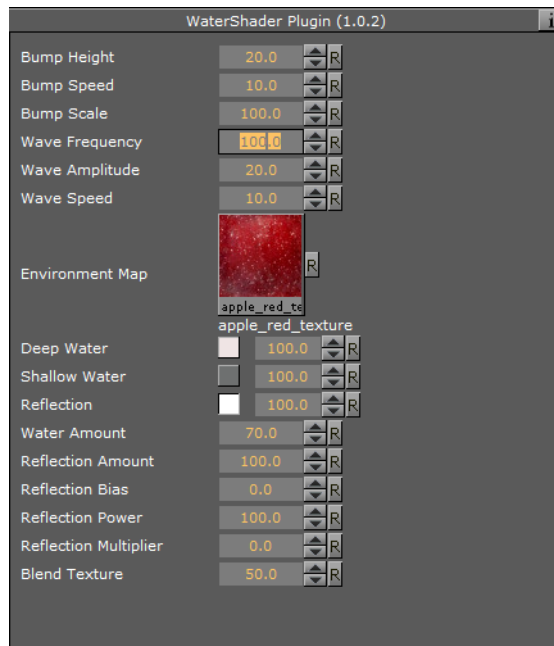 WaterShader Plugin (1.0.2) i
Bump Height 20.0 R
Bump Speed 10.0 R
Bump Scale 100.0 R
Wave Frequency 100.0 R
Wave Amplitude 20.0 R
Wave Speed 10.0 R
Environment Map R
apple_red_te
apple_red_texture
Deep Water 100.0 R
Shallow Water 100.0 R
Reflection 100.0 R
Water Amount 70.0 R
Reflection Amount 100.0 R
Reflection Bias 0.0 R
Reflection Power 100.0 R
Reflection Multiplier 0.0 R
Blend Texture 50.0 R